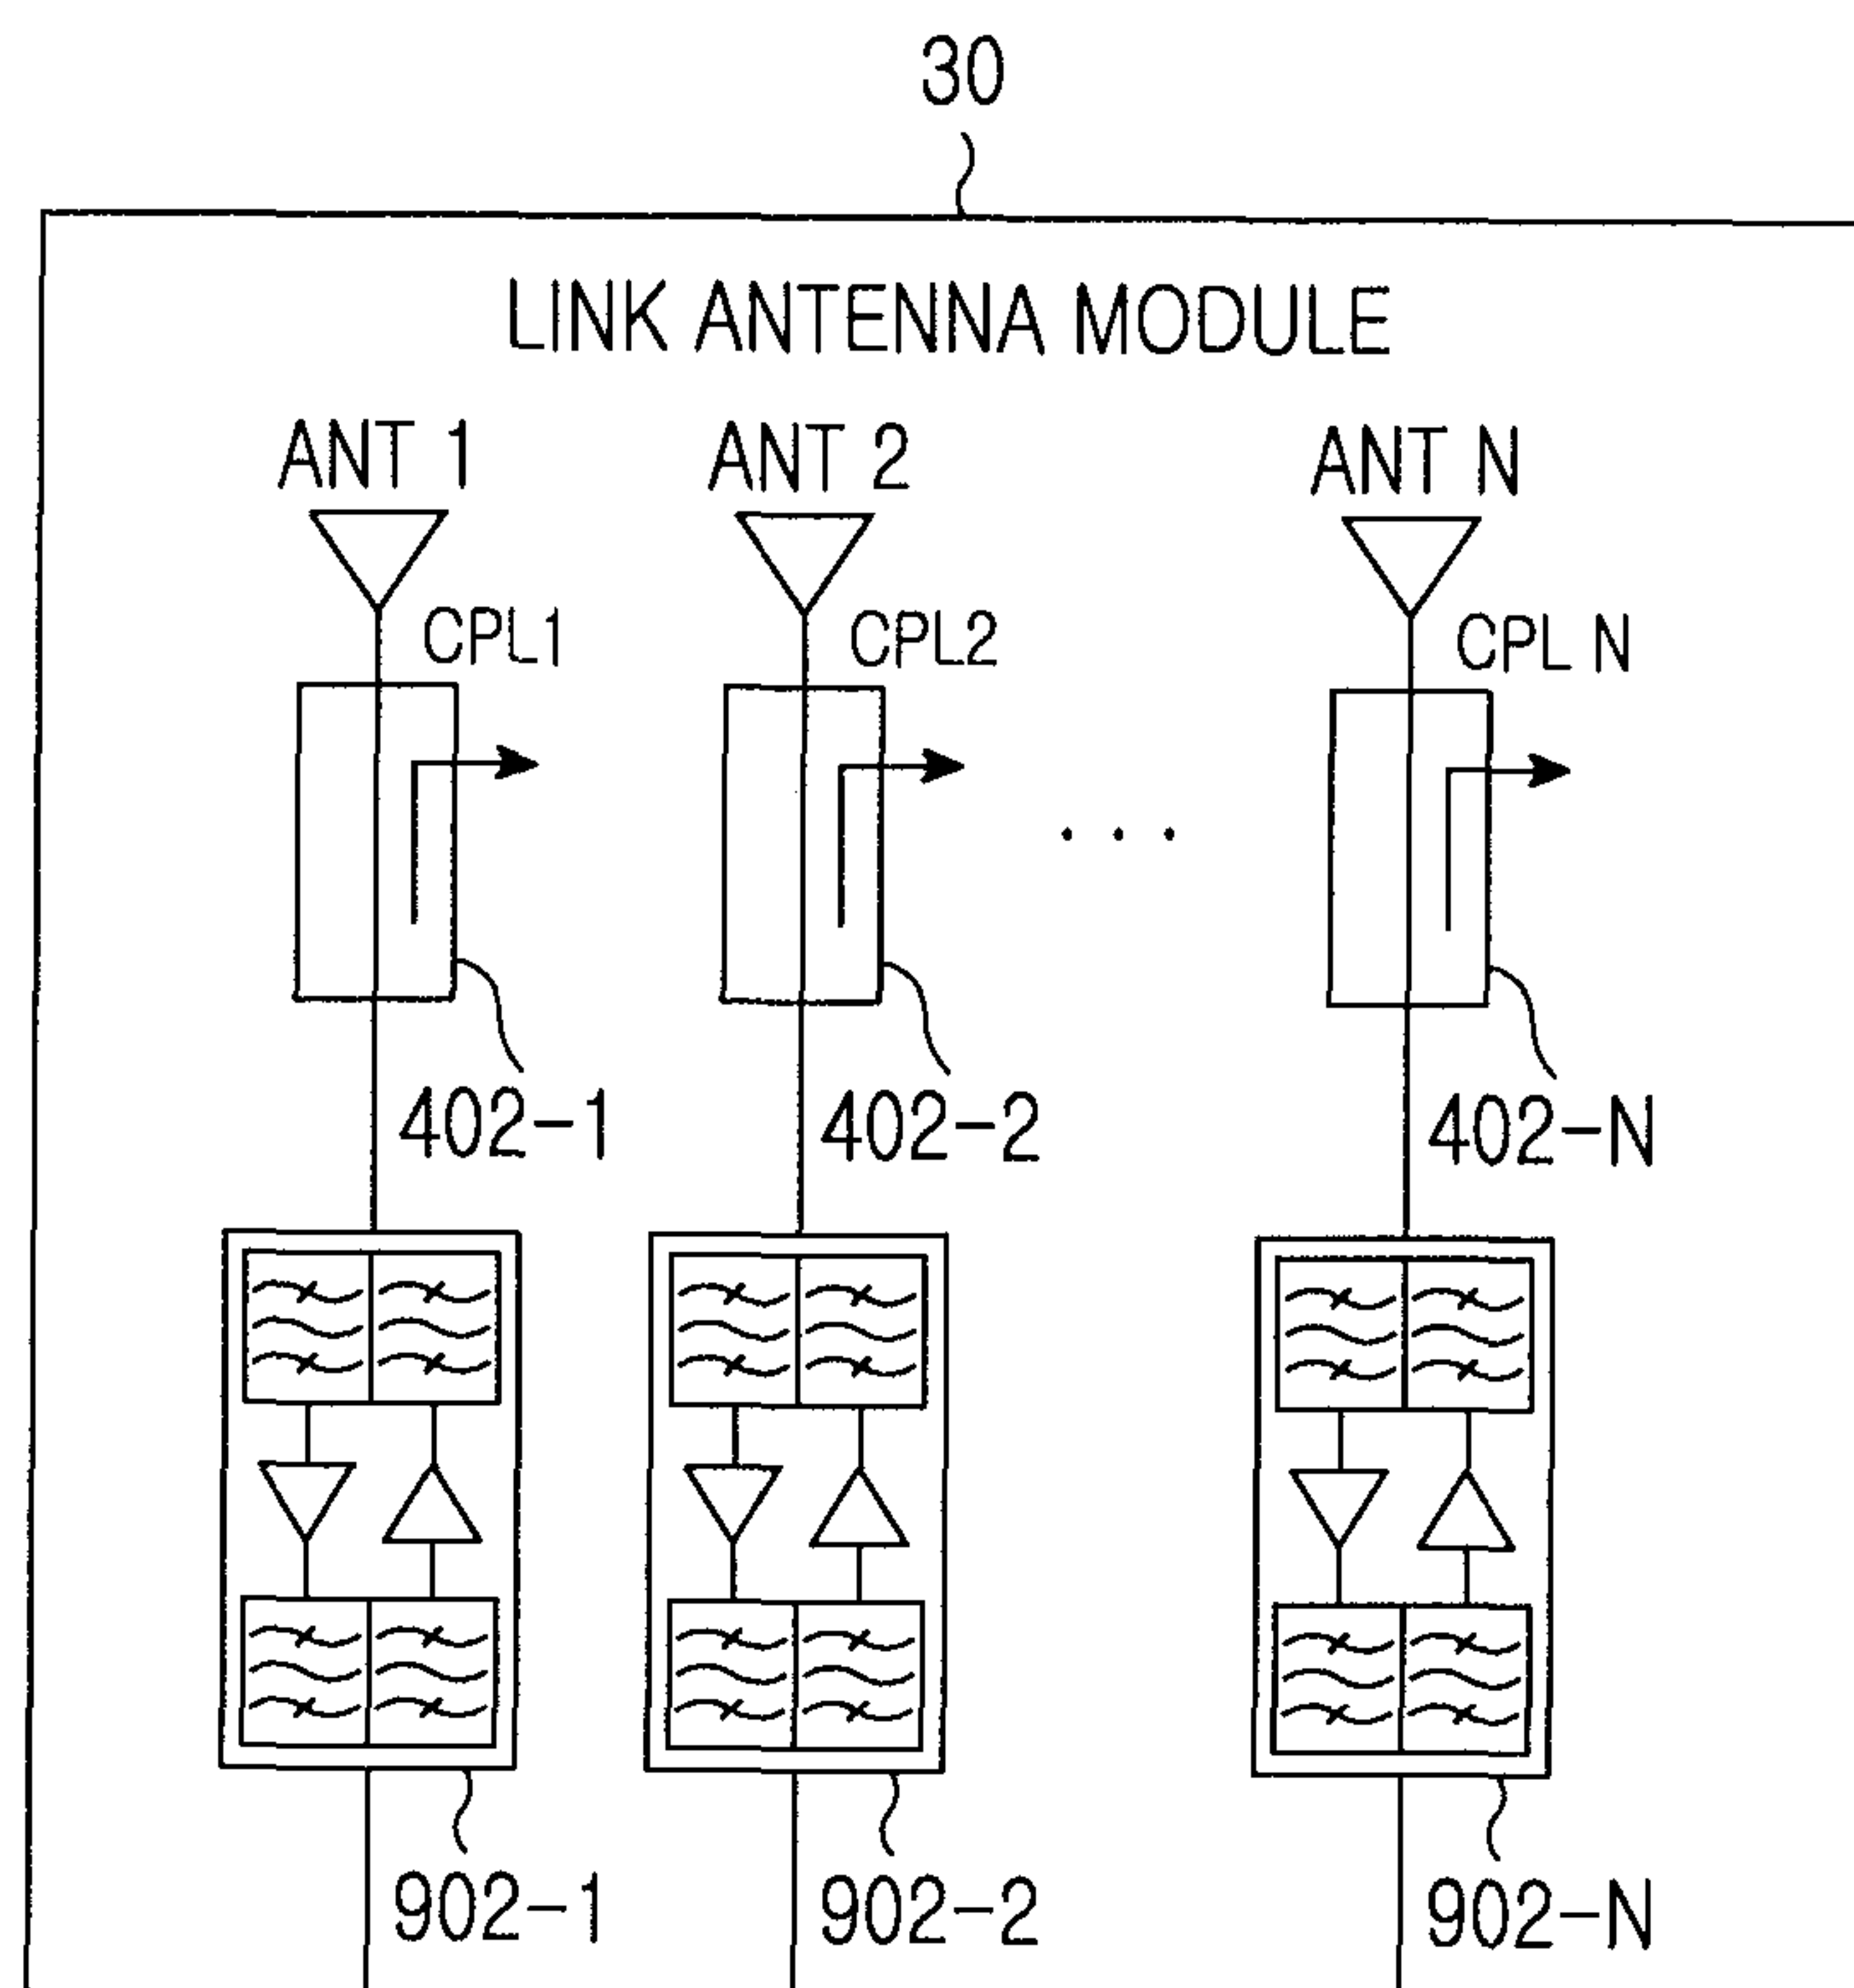 30
LINK ANTENNA MODULE
ANT 1
ANT 2
ANT N
CPL1
CPL2
CPL N
402-1
402-2
402-N
902-1
902-2
902-N